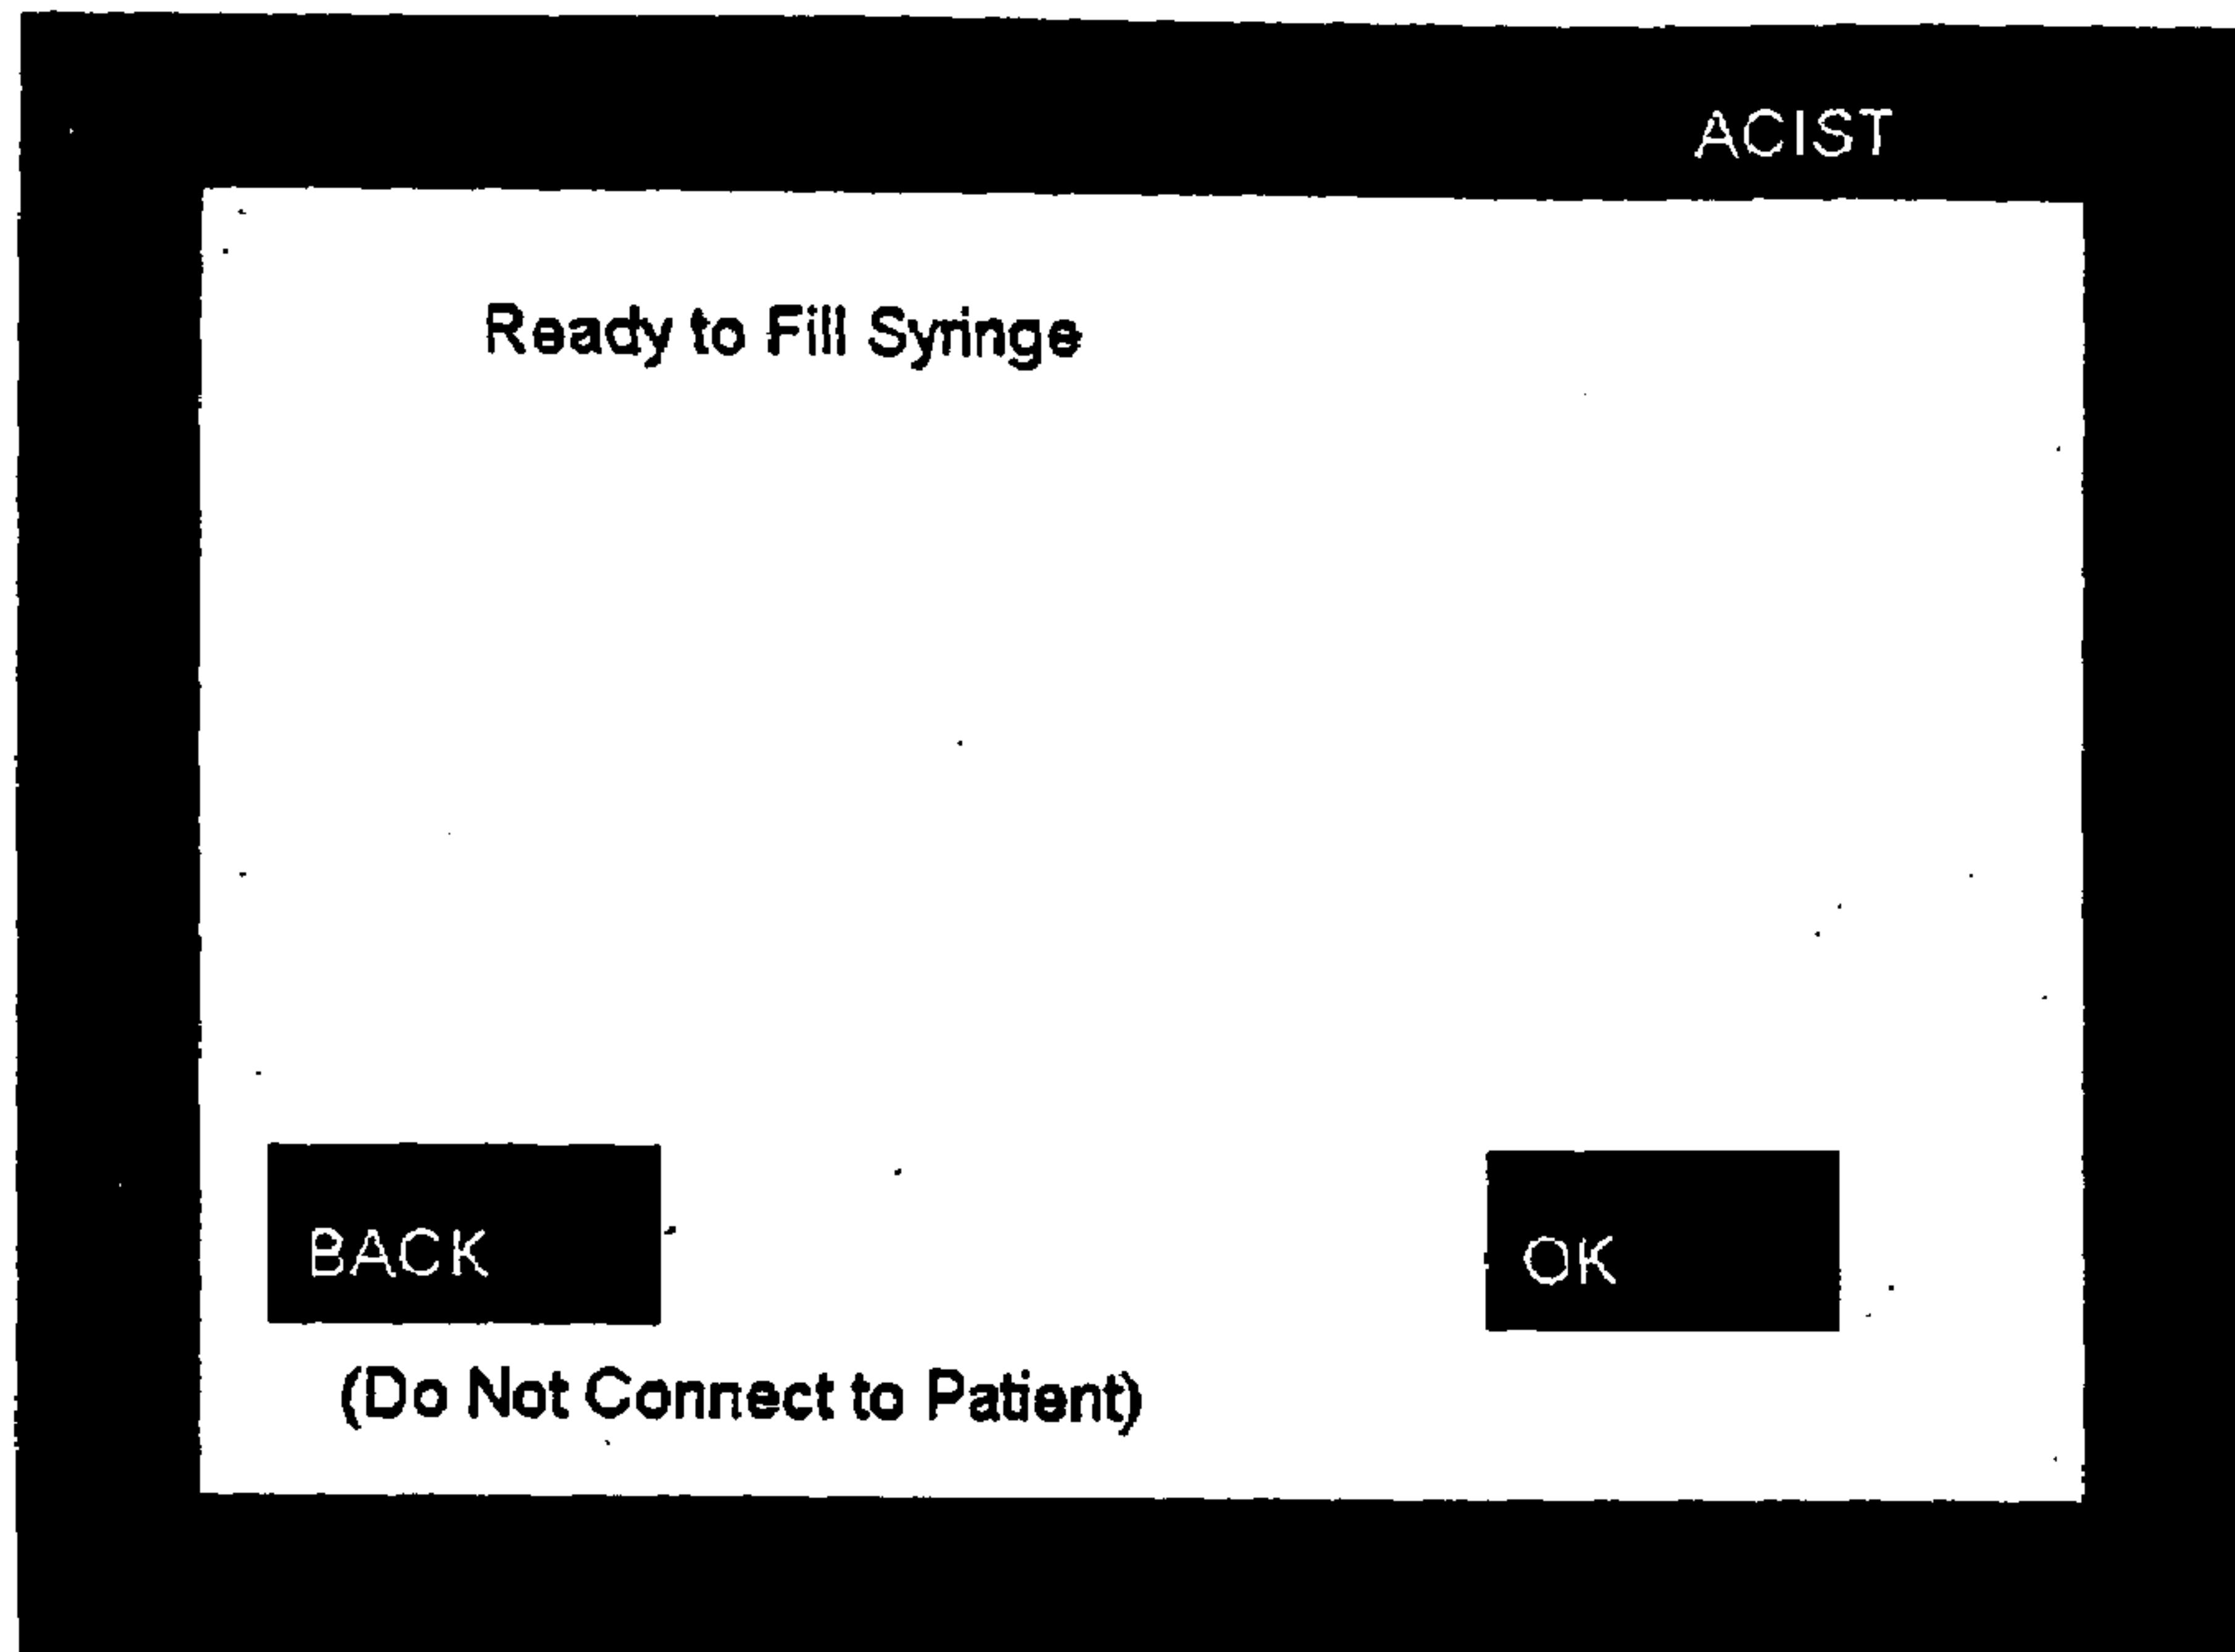 ACIST
Ready to Fill Syringe
BACK
OK
(Do Not Connect to Patient)